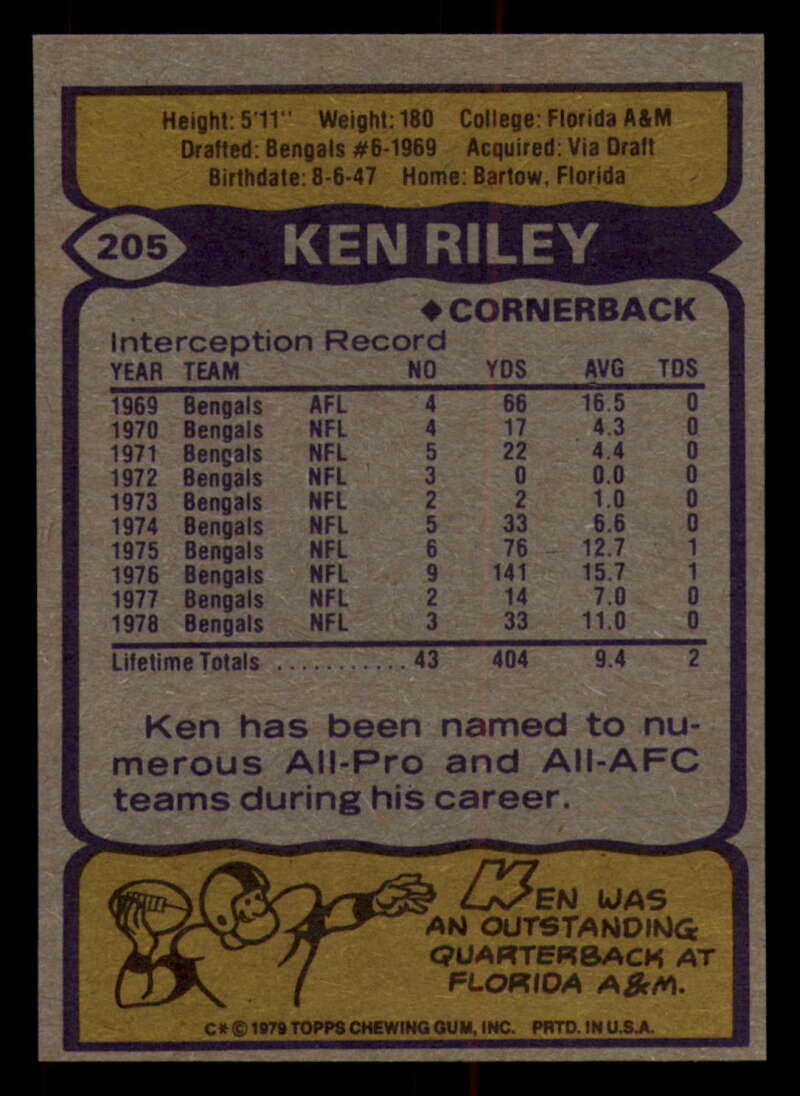 Height: 5'11" Weight: 180 College: Florida A&M
Drafted: Bengals #6-1969 Acquired: Via Draft
Birthdate: 8-6-47 Home: Bartow, Florida
205 KEN RILEY
◆ CORNERBACK
Interception Record
YEAR TEAM NO YDS AVG TDS
1969 Bengals AFL 4 66 16.5 0
1970 Bengals NFL 4 17 4.3 0
1971 Bengals NFL 5 22 4.4 0
1972 Bengals NFL 3 0 0.0 0
1973 Bengals NFL 2 2 1.0 0
1974 Bengals NFL 5 33 6.6 0
1975 Bengals NFL 6 76 12.7 1
1976 Bengals NFL 9 141 15.7 1
1977 Bengals NFL 2 14 7.0 0
1978 Bengals NFL 3 33 11.0 0
Lifetime Totals ........... 43 404 9.4 2
Ken has been named to nu-
merous All-Pro and All-AFC
teams during his career.
KEN WAS
AN OUTSTANDING
QUARTERBACK AT
FLORIDA A&M.
C* © 1979 TOPPS CHEWING GUM, INC. PRTD. IN U.S.A.